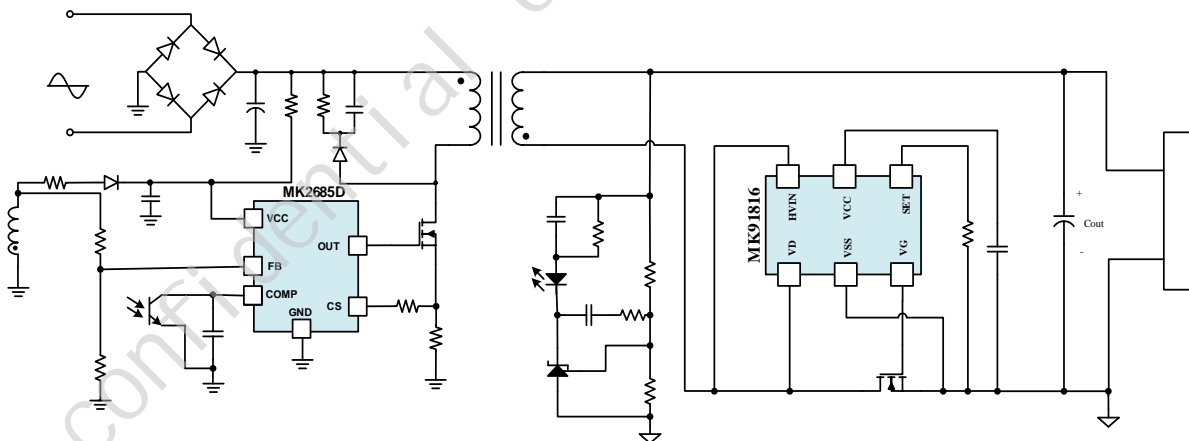 confidential
MK2685D
VCC
OUT
FB
COMP
CS
GND
MK91816
HVIN
VCC
SET
VD
VSS
VG
+
Cout
-